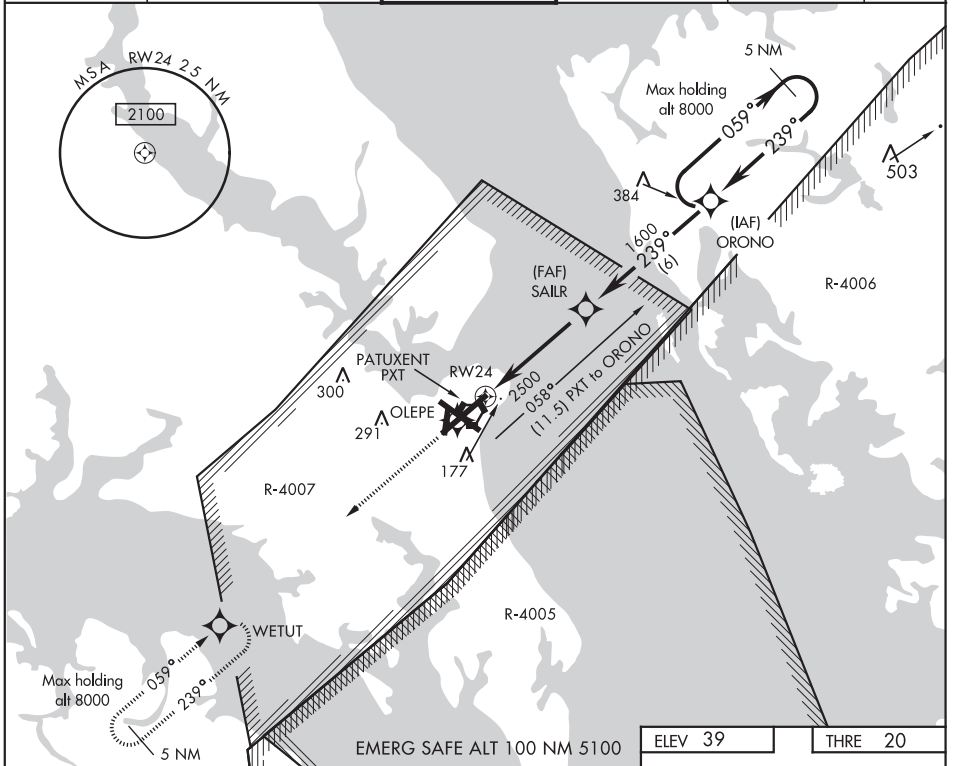 MSA RW24 25 NM
2100
5 NM
Max holding
alt 8000
059°
239°
384
503
(IAF)
ORONO
1600
239°
(6)
(FAF)
SAILR
R-4006
PATUXENT
PXT
RW24
2500
058°
(11.5) PXT to ORONO
300
OLEPE
291
177
R-4007
R-4005
WETUT
Max holding
alt 8000
059°
239°
5 NM
EMERG SAFE ALT 100 NM 5100
ELEV 39
THRE 20